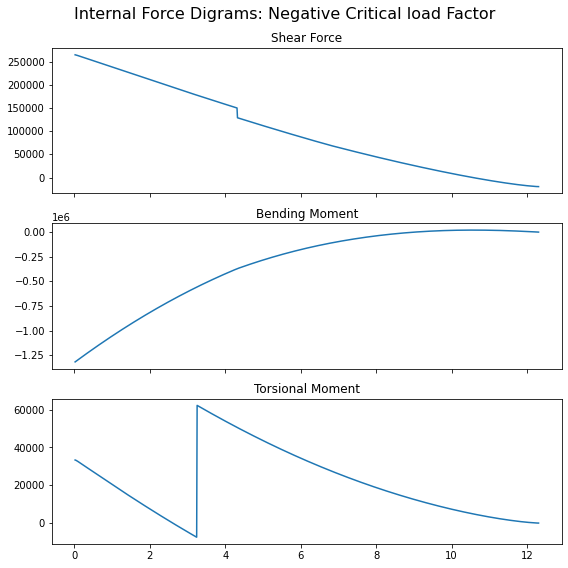 Internal Force Digrams: Negative Critical load Factor
Shear Force
250000
200000
150000
100000
50000
0
1e6
Bending Moment
0.00
−0.25
−0.50
−0.75
−1.00
−1.25
Torsional Moment
60000
40000
20000
0
0 2 4 6 8 10 12